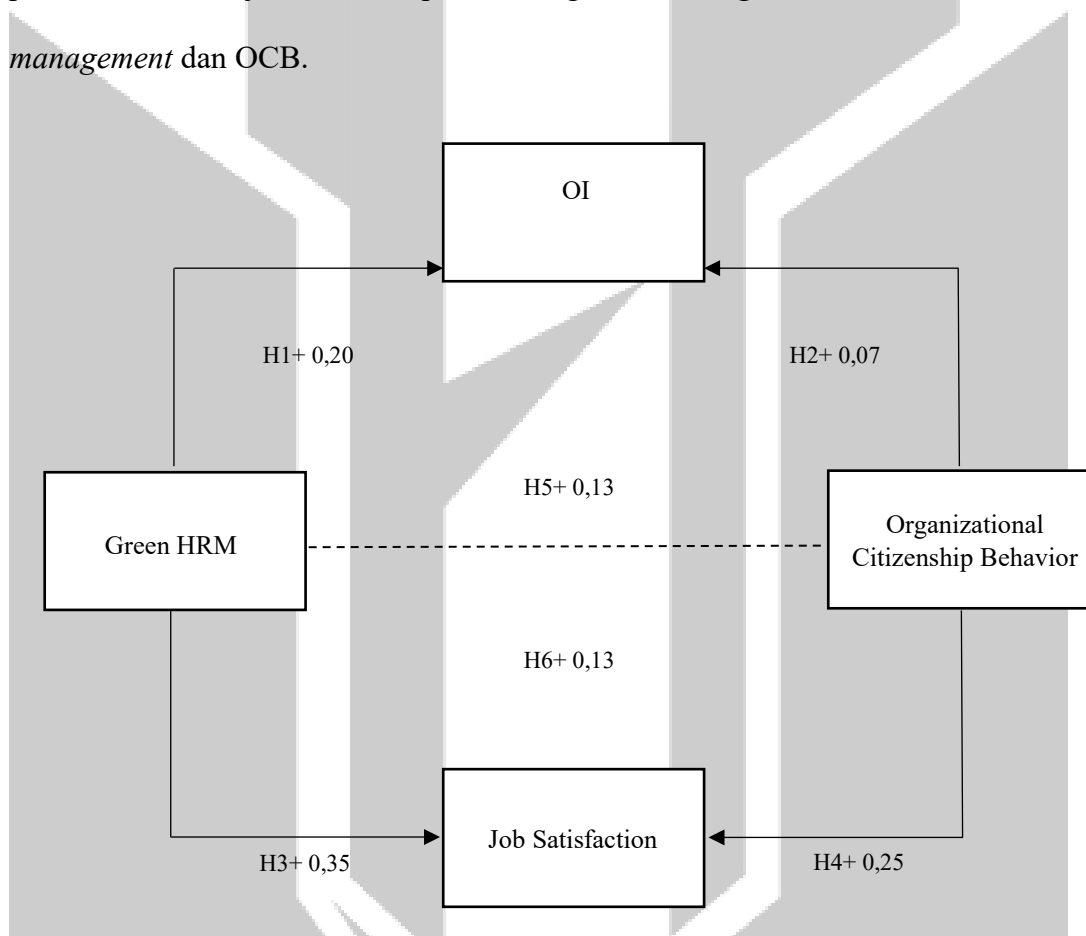 management dan OCB.
OI
H1+ 0,20
H2+ 0,07
H5+ 0,13
Green HRM
Organizational
Citizenship Behavior
H6+ 0,13
Job Satisfaction
H3+ 0,35
H4+ 0,25